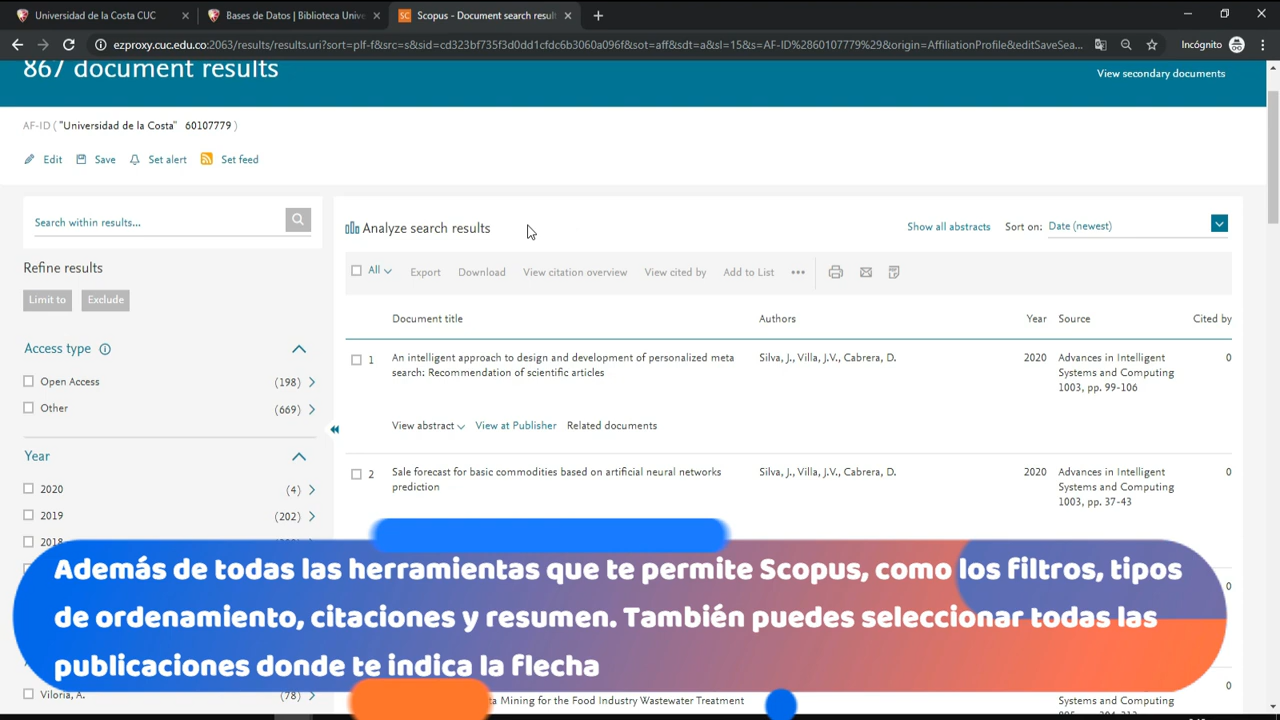 Universidad de la Costa CUC
Bases de Datos | Biblioteca Unive
SC Scopus - Document search result
ezproxy.cuc.edu.co:2063/results/results.uri?sort=plf-f&src=s&sid=cd323bf735f3d0dd1cfdc6b3060a096f&sot=aff&sdt=a&sl=15&s=AF-ID%2860107779%29&origin=AffiliationProfile&editSaveSea...
Incógnito
867 document results
View secondary documents
AF-ID ( "Universidad de la Costa" 60107779 )
Edit Save Set alert Set feed
Search within results...
Analyze search results
Show all abstracts Sort on: Date (newest)
Refine results
Limit to Exclude
All Export Download View citation overview View cited by Add to List •••
Document title Authors Year Source Cited by
Access type
Open Access (198)
Other (669)
1 An intelligent approach to design and development of personalized meta
search: Recommendation of scientific articles
Silva, J., Villa, J.V., Cabrera, D.
2020
Advances in Intelligent
Systems and Computing
1003, pp. 99-106
0
View abstract View at Publisher Related documents
Year
2020 (4)
2019 (202)
2018
2 Sale forecast for basic commodities based on artificial neural networks
prediction
Silva, J., Villa, J.V., Cabrera, D.
2020
Advances in Intelligent
Systems and Computing
1003, pp. 37-43
0
Además de todas las herramientas que te permite Scopus, como los filtros, tipos
de ordenamiento, citaciones y resumen. También puedes seleccionar todas las
publicaciones donde te indica la flecha
0
0
Viloria, A. (78)
Mining for the Food Industry Wastewater Treatment
Systems and Computing